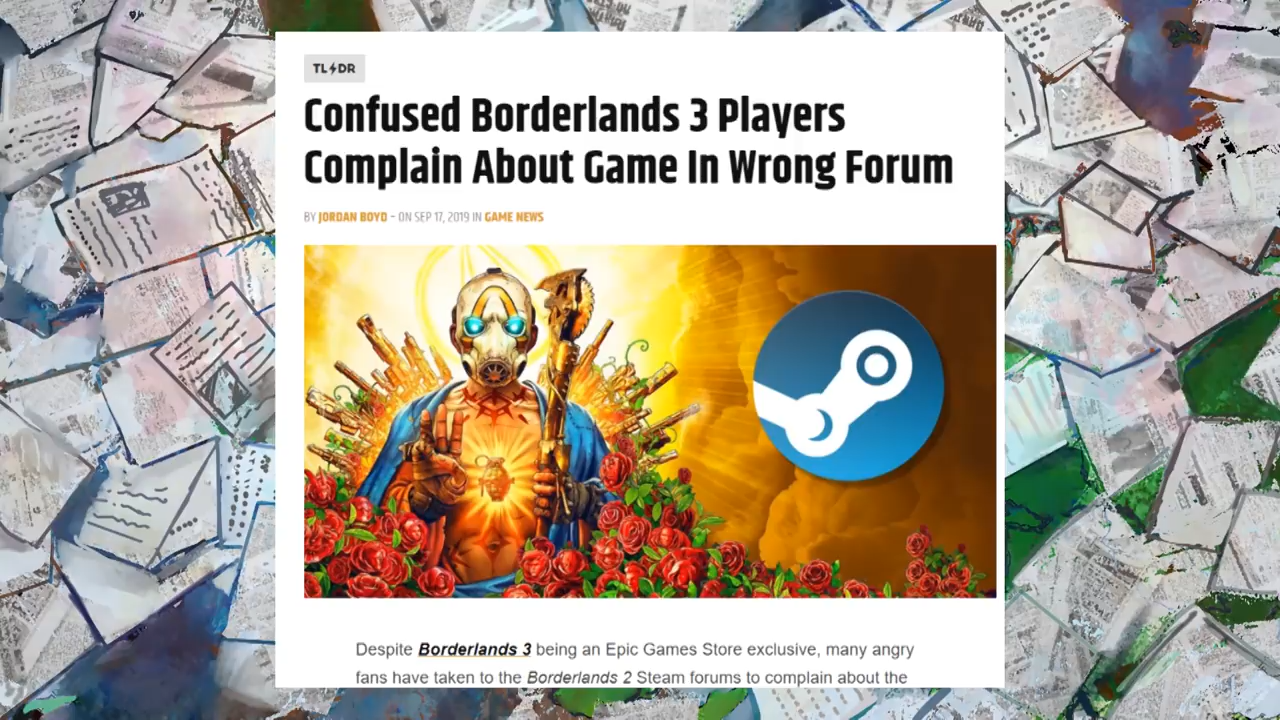 TL DR
Confused Borderlands 3 Players
Complain About Game In Wrong Forum
BY JORDAN BOYD - ON SEP 17, 2019 IN GAME NEWS
Despite Borderlands 3 being an Epic Games Store exclusive, many angry
fans have taken to the Borderlands 2 Steam forums to complain about the